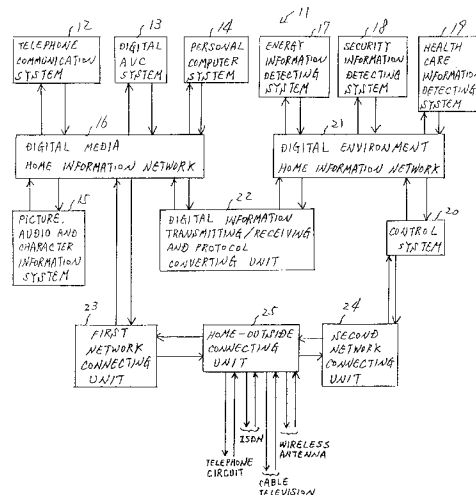 11
12
13
14
17
18
19
TELEPHONE
COMMUNICATION
SYSTEM
DIGITAL
AVC
SYSTEM
PERSONAL
COMPUTER
SYSTEM
ENERGY
INFORMATION
DETECTING
SYSTEM
SECURITY
INFORMATION
DETECTING
SYSTEM
HEALTH
CARE
INFORMATION
DETECTING
SYSTEM
16
DIGITAL MEDIA
HOME INFORMATION NETWORK
21
DIGITAL ENVIRONMENT
HOME INFORMATION NETWORK
15
PICTURE,
AUDIO AND
CHARACTER
INFORMATION
SYSTEM
22
DIGITAL INFORMATION
TRANSMITTING/RECEIVING
AND PROTOCOL
CONVERTING UNIT
20
CONTROL
SYSTEM
23
FIRST
NETWORK
CONNECTING
UNIT
25
HOME-OUTSIDE
CONNECTING
UNIT
24
SECOND
NETWORK
CONNECTING
UNIT
ISDN
WIRELESS
ANTENNA
TELEPHONE
CIRCUIT
CABLE
TELEVISION